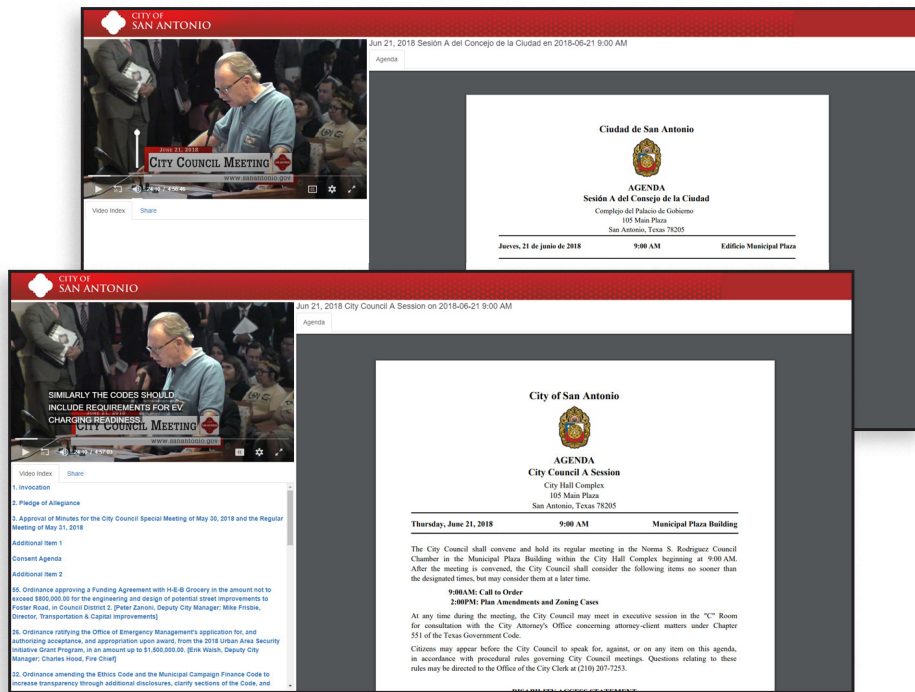 CITY OF
SAN ANTONIO
Jun 21, 2018 Sesión A del Concejo de la Ciudad en 2018-06-21 9:00 AM
Agenda
June 21, 2018
CITY COUNCIL MEETING
www.sanantonio.gov
Video Index
Share
Ciudad de San Antonio
AGENDA
Sesión A del Consejo de la Ciudad
Complejo del Palacio de Gobierno
105 Main Plaza
San Antonio, Texas 78205
Jueves, 21 de junio de 2018 9:00 AM Edificio Municipal Plaza
CITY OF
SAN ANTONIO
Jun 21, 2018 City Council A Session on 2018-06-21 9:00 AM
Agenda
SIMILARLY THE CODES SHOULD
INCLUDE REQUIREMENTS FOR EV
CHARGING READINESS.
CITY COUNCIL MEETING
www.sanantonio.gov
Video Index
Share
1. Invocation
2. Pledge of Allegiance
3. Approval of Minutes for the City Council Special Meeting of May 30, 2018 and the Regular
Meeting of May 31, 2018
Additional Item 1
Consent Agenda
Additional Item 2
55. Ordinance approving a Funding Agreement with H-E-B Grocery in the amount not to
exceed $800,000.00 for the engineering and design of potential street improvements to
Foster Road, in Council District 2. [Peter Zanoni, Deputy City Manager; Mike Frisbie,
Director, Transportation & Capital Improvements]
26. Ordinance ratifying the Office of Emergency Management's application for, and
authorizing acceptance, and appropriation upon award, from the 2018 Urban Area Security
Initiative Grant Program, in an amount up to $1,500,000.00. [Erik Walsh, Deputy City
Manager; Charles Hood, Fire Chief]
32. Ordinance amending the Ethics Code and the Municipal Campaign Finance Code to
increase transparency through additional disclosures, clarify sections of the Code, and
City of San Antonio
AGENDA
City Council A Session
City Hall Complex
105 Main Plaza
San Antonio, Texas 78205
Thursday, June 21, 2018 9:00 AM Municipal Plaza Building
The City Council shall convene and hold its regular meeting in the Norma S. Rodriguez Council
Chamber in the Municipal Plaza Building within the City Hall Complex beginning at 9:00 AM.
After the meeting is convened, the City Council shall consider the following items no sooner than
the designated times, but may consider them at a later time.
9:00AM: Call to Order
2:00PM: Plan Amendments and Zoning Cases
At any time during the meeting, the City Council may meet in executive session in the "C" Room
for consultation with the City Attorney's Office concerning attorney-client matters under Chapter
551 of the Texas Government Code.
Citizens may appear before the City Council to speak for, against, or on any item on this agenda,
in accordance with procedural rules governing City Council meetings. Questions relating to these
rules may be directed to the Office of the City Clerk at (210) 207-7253.
DISABILITY ACCESS STATEMENT